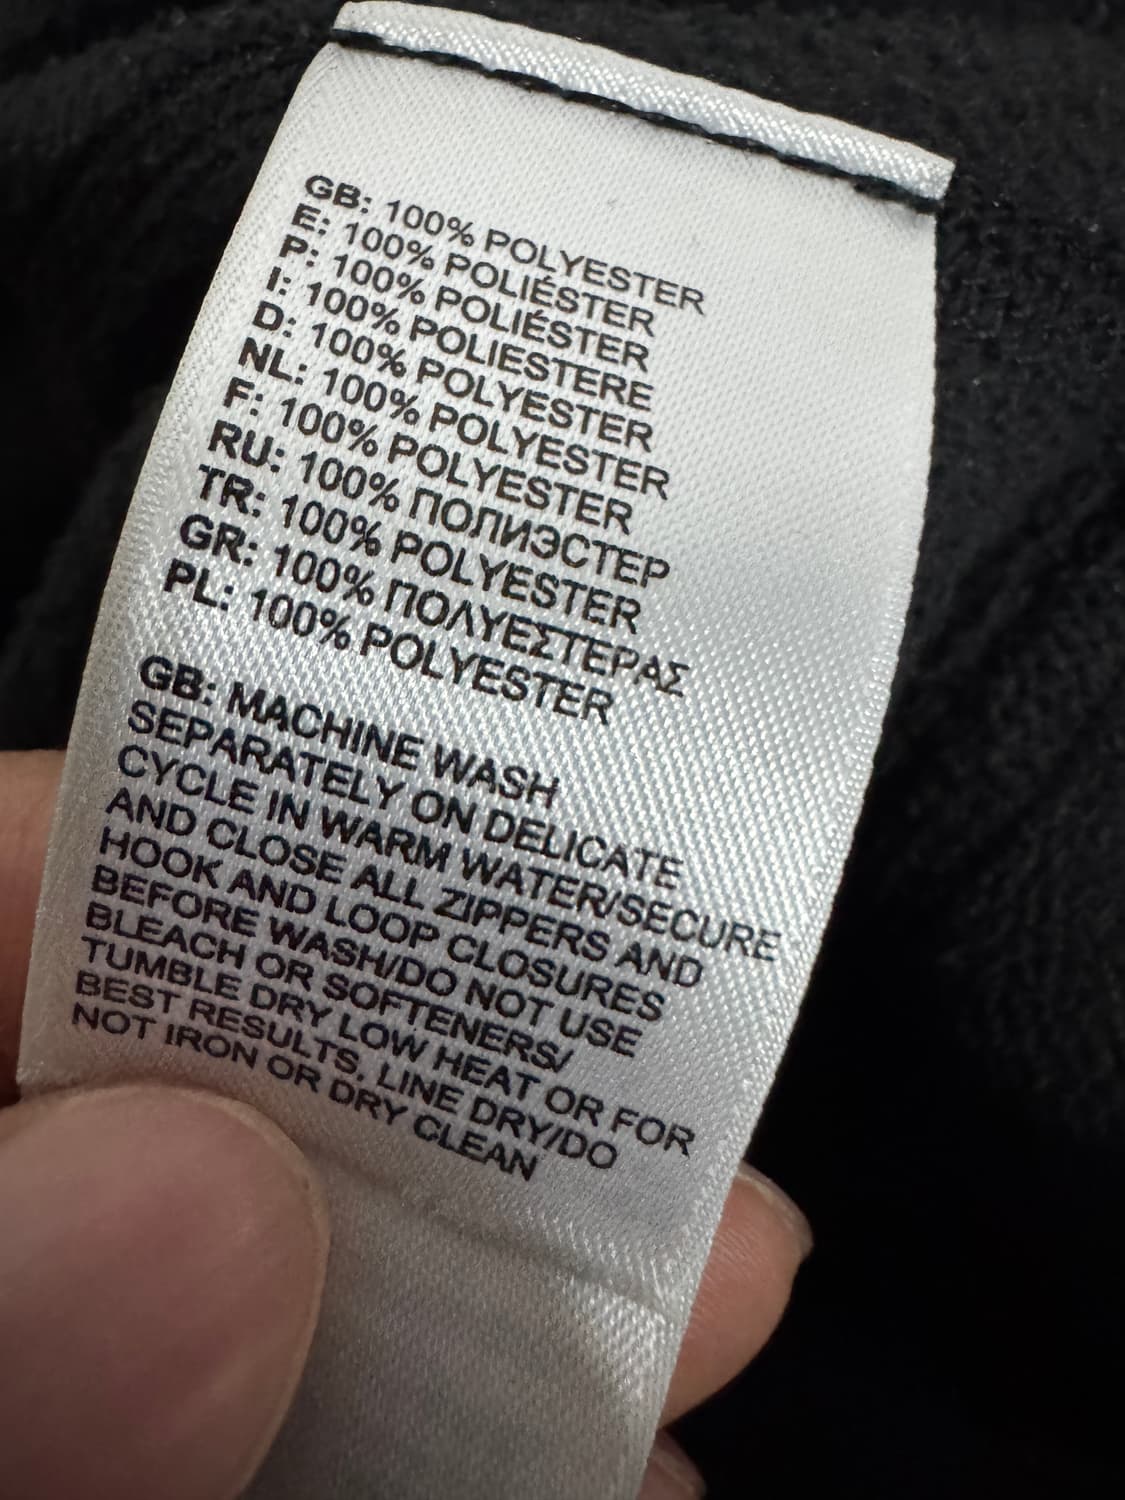 GB: 100% POLYESTER
E: 100% POLIÉSTER
P: 100% POLIÉSTER
I: 100% POLIESTERE
D: 100% POLYESTER
NL: 100% POLYESTER
F: 100% POLYESTER
RU: 100% ПОЛИЭСТЕР
TR: 100% POLYESTER
GR: 100% ΠΟΛΥΕΣΤΕΡΑΣ
PL: 100% POLYESTER
GB: MACHINE WASH
SEPARATELY ON DELICATE
CYCLE IN WARM WATER/SECURE
AND CLOSE ALL ZIPPERS AND
HOOK AND LOOP CLOSURES
BEFORE WASH/DO NOT USE
BLEACH OR SOFTENERS/
TUMBLE DRY LOW HEAT OR FOR
BEST RESULTS, LINE DRY/DO
NOT IRON OR DRY CLEAN